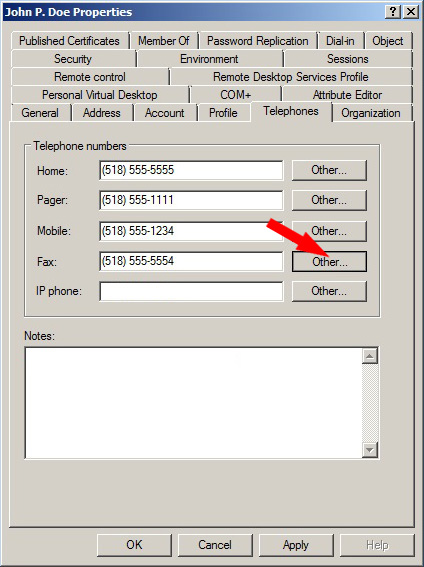 John P. Doe Properties
Published Certificates Member Of Password Replication Dial-in Object
Security Environment Sessions
Remote control Remote Desktop Services Profile
Personal Virtual Desktop COM+ Attribute Editor
General Address Account Profile Telephones Organization
Telephone numbers
Home: (518) 555-5555 Other...
Pager: (518) 555-1111 Other...
Mobile: (518) 555-1234 Other...
Fax: (518) 555-5554 Other...
IP phone: Other...
Notes:
OK Cancel Apply Help